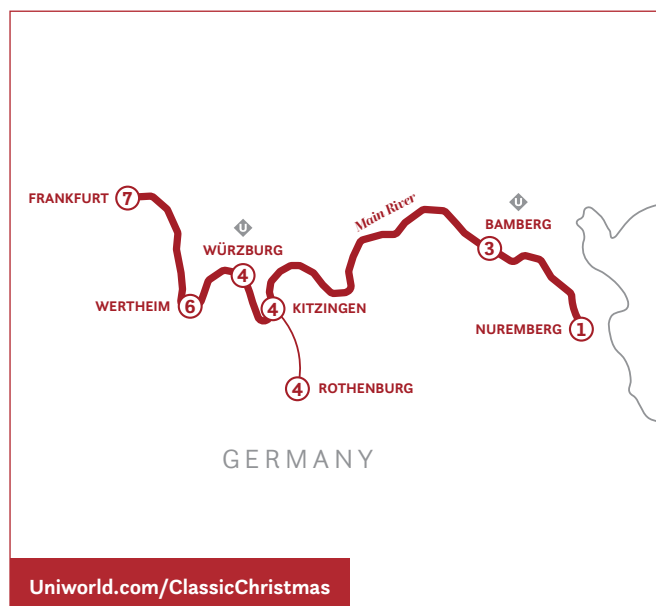 FRANKFURT 7
U
WÜRZBURG
4
WERTHEIM 6
4 KITZINGEN
4 ROTHENBURG
Main River
U
BAMBERG
3
NUREMBERG 1
GERMANY
Uniworld.com/ClassicChristmas